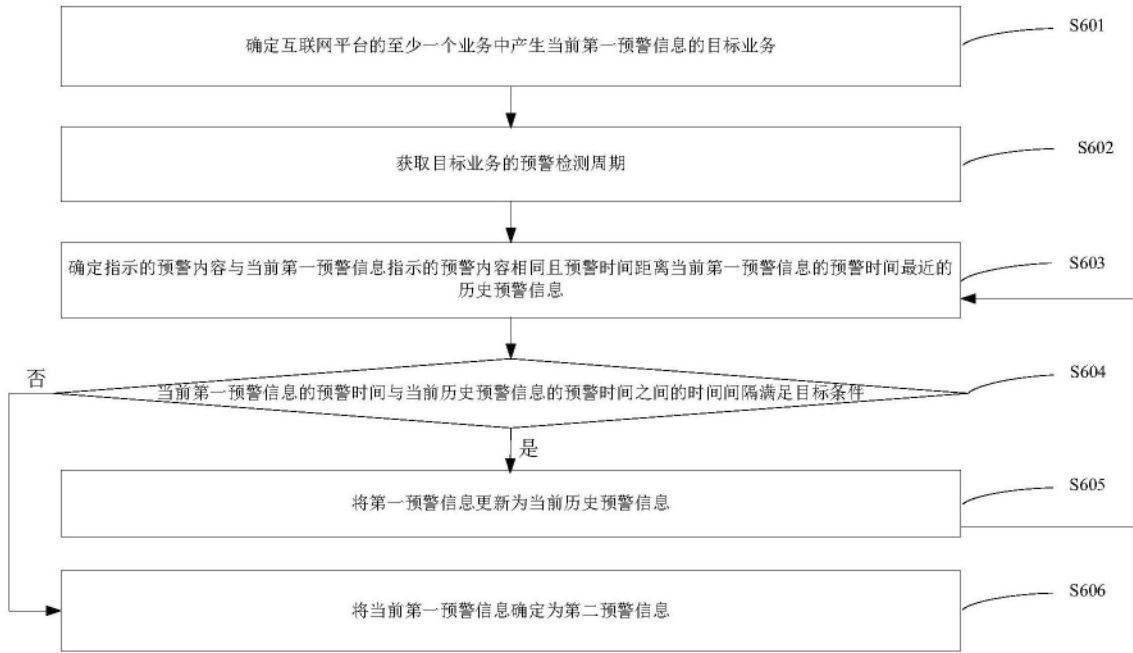 确定互联网平台的至少一个业务中产生当前第一预警信息的目标业务
S601
获取目标业务的预警检测周期
S602
确定指示的预警内容与当前第一预警信息指示的预警内容相同且预警时间距离当前第一预警信息的预警时间最近的
历史预警信息
S603
否
当前第一预警信息的预警时间与当前历史预警信息的预警时间之间的时间间隔满足目标条件
S604
是
将第一预警信息更新为当前历史预警信息
S605
将当前第一预警信息确定为第二预警信息
S606